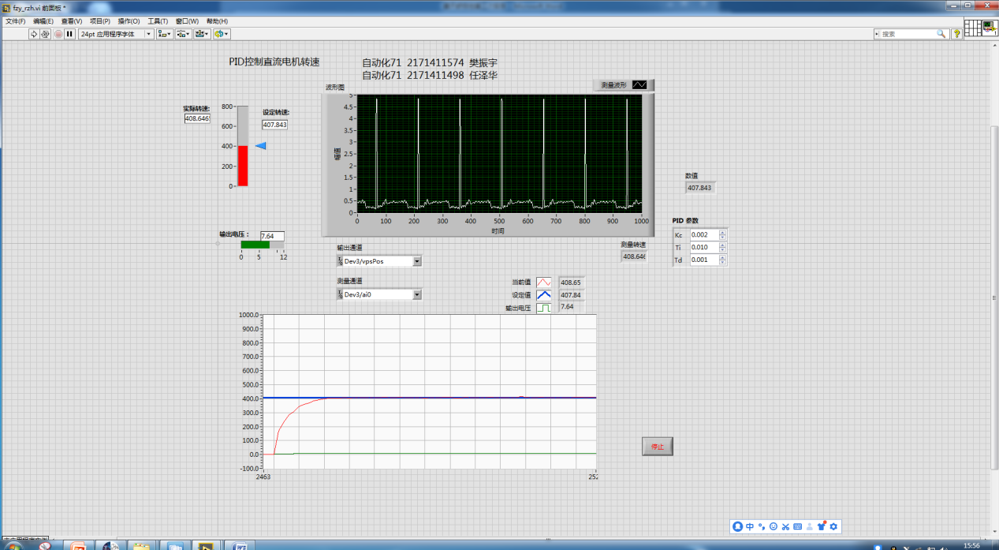 fzy_rzh.vi 前面板 *
文件(F) 编辑(E) 查看(V) 项目(P) 操作(O) 工具(T) 窗口(W) 帮助(H)
24pt 应用程序字体
搜索
PID控制直流电机转速
自动化71 2171411574 樊振宇
自动化71 2171411498 任泽华
波形图
测量波形
实际转速:
408.646
设定转速:
407.843
800
600
400
200
0
幅值
5
4.5
4
3.5
3
2.5
2
1.5
1
0.5
0
0 100 200 300 400 500 600 700 800 900 1000
时间
数值
407.843
PID 参数
Kc 0.002
Ti 0.010
Td 0.001
输出电压：
7.64
0 5 12
输出通道
Dev3/vpsPos
测量转速
408.646
测量通道
Dev3/ai0
当前值 408.65
设定值 407.84
输出电压 7.64
1000.0
900.0
800.0
700.0
600.0
500.0
400.0
300.0
200.0
100.0
0.0
-100.0
2463
252
停止
中
15:56